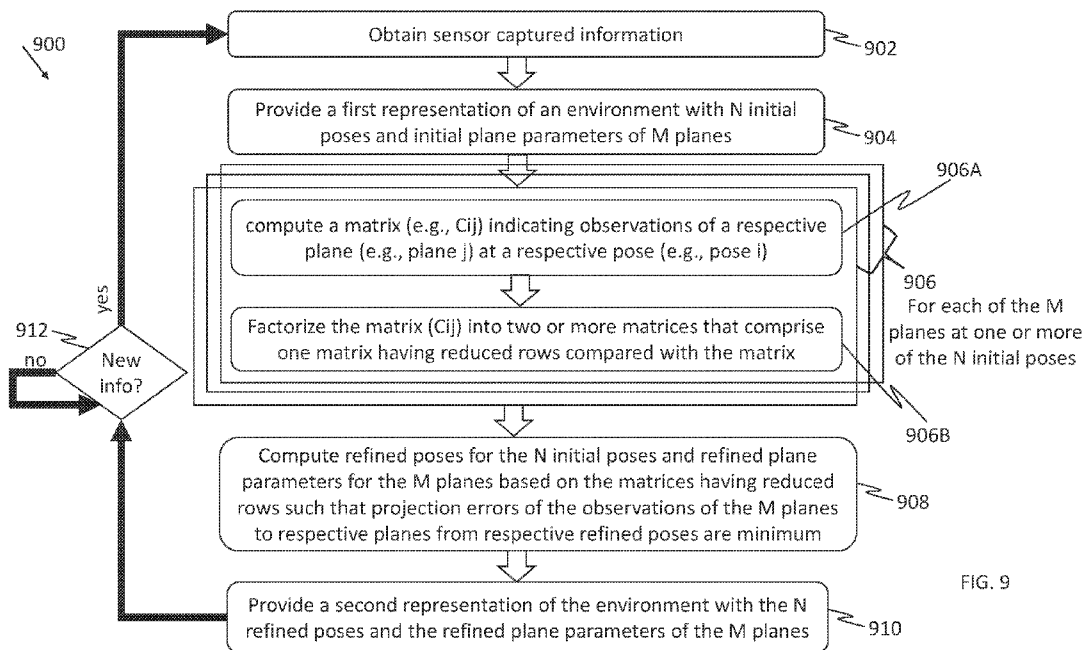 900
Obtain sensor captured information
902
Provide a first representation of an environment with N initial
poses and initial plane parameters of M planes
904
906A
compute a matrix (e.g., Cij) indicating observations of a respective
plane (e.g., plane j) at a respective pose (e.g., pose i)
906
For each of the M
planes at one or more
of the N initial poses
Factorize the matrix (Cij) into two or more matrices that comprise
one matrix having reduced rows compared with the matrix
906B
yes
912
no
New
info?
Compute refined poses for the N initial poses and refined plane
parameters for the M planes based on the matrices having reduced
rows such that projection errors of the observations of the M planes
to respective planes from respective refined poses are minimum
908
Provide a second representation of the environment with the N
refined poses and the refined plane parameters of the M planes
910
FIG. 9